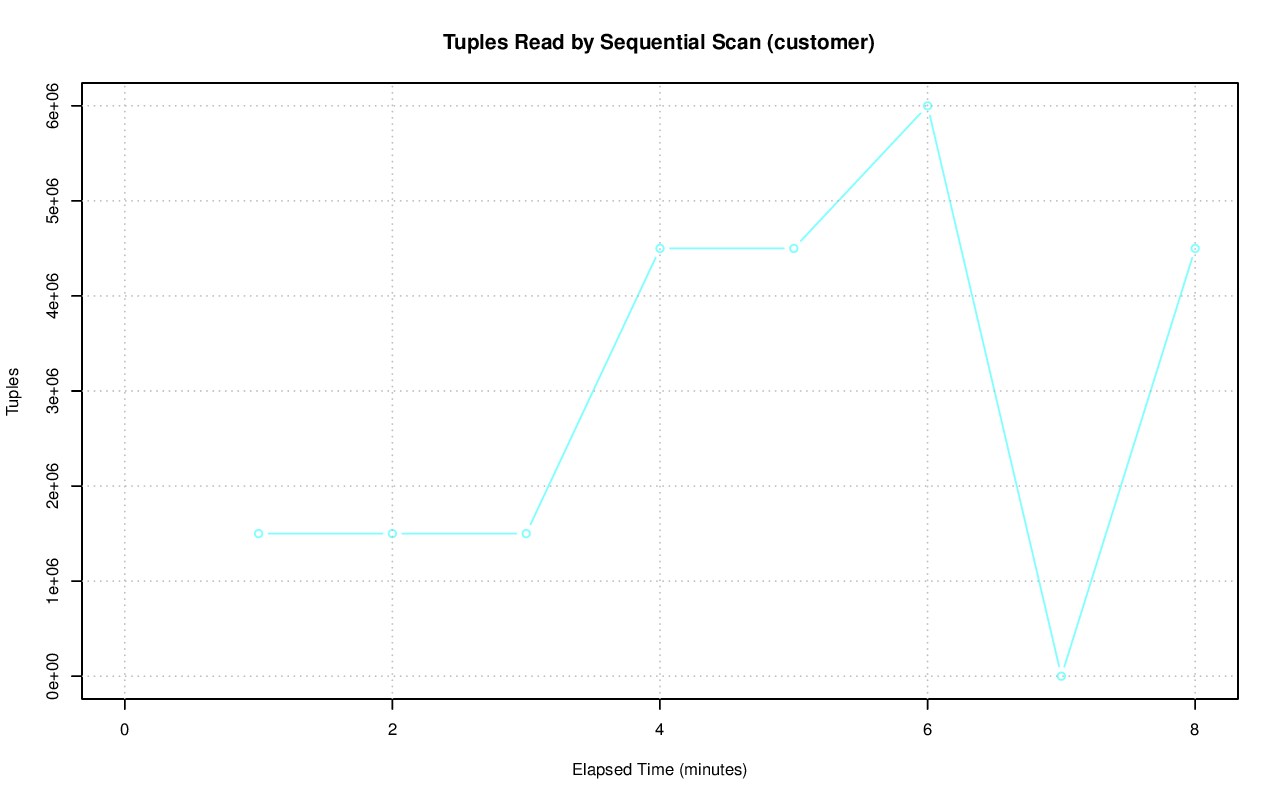 Tuples Read by Sequential Scan (customer)
Tuples
6e+06
5e+06
4e+06
3e+06
2e+06
1e+06
0e+00
0 2 4 6 8
Elapsed Time (minutes)